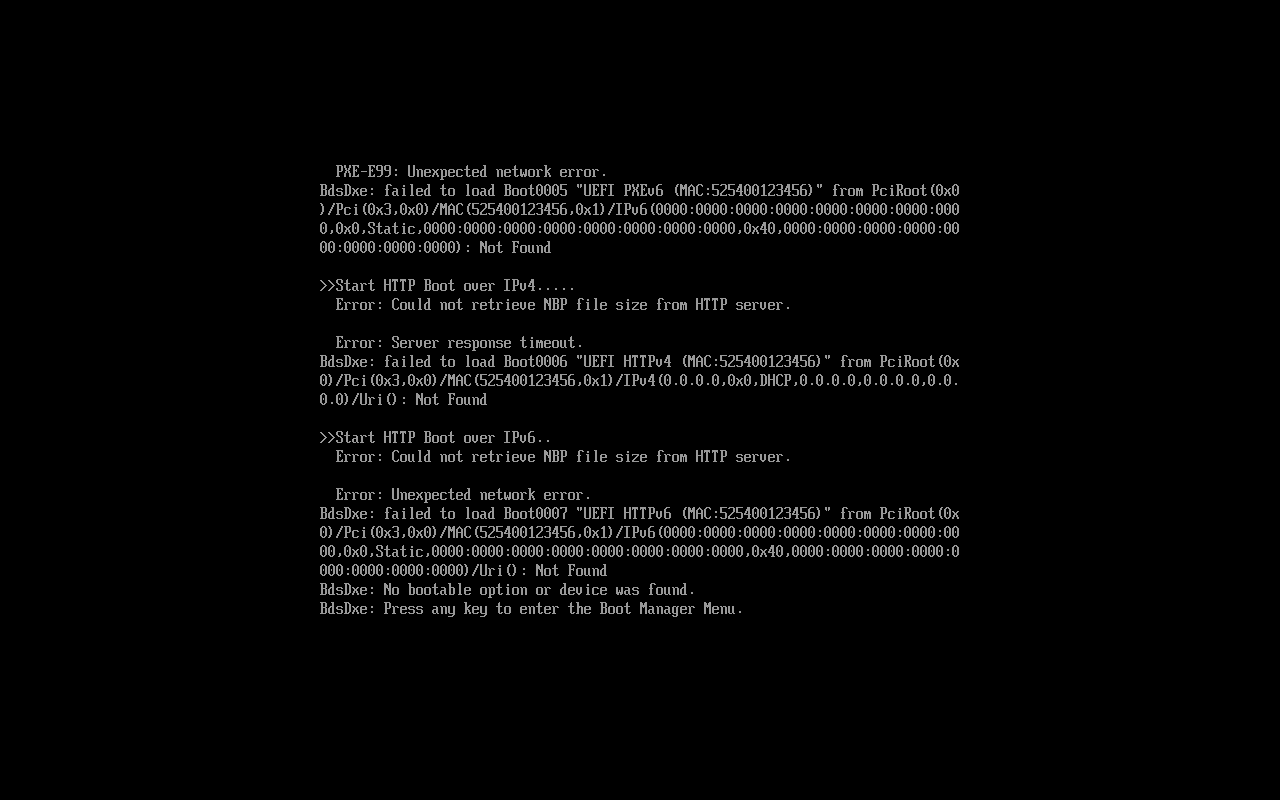 PXE-E99: Unexpected network error.
BdsDxe: failed to load Boot0005 "UEFI PXEv6 (MAC:525400123456)" from PciRoot(0x0
)/Pci(0x3,0x0)/MAC(525400123456,0x1)/IPv6(0000:0000:0000:0000:0000:0000:0000:000
0,0x0,Static,0000:0000:0000:0000:0000:0000:0000:0000,0x40,0000:0000:0000:0000:00
00:0000:0000:0000): Not Found
>>Start HTTP Boot over IPv4.....
Error: Could not retrieve NBP file size from HTTP server.
Error: Server response timeout.
BdsDxe: failed to load Boot0006 "UEFI HTTPv4 (MAC:525400123456)" from PciRoot(0x
0)/Pci(0x3,0x0)/MAC(525400123456,0x1)/IPv4(0.0.0.0,0x0,DHCP,0.0.0.0,0.0.0.0,0.0.
0.0)/Uri(): Not Found
>>Start HTTP Boot over IPv6..
Error: Could not retrieve NBP file size from HTTP server.
Error: Unexpected network error.
BdsDxe: failed to load Boot0007 "UEFI HTTPv6 (MAC:525400123456)" from PciRoot(0x
0)/Pci(0x3,0x0)/MAC(525400123456,0x1)/IPv6(0000:0000:0000:0000:0000:0000:0000:00
00,0x0,Static,0000:0000:0000:0000:0000:0000:0000:0000,0x40,0000:0000:0000:0000:0
000:0000:0000:0000)/Uri(): Not Found
BdsDxe: No bootable option or device was found.
BdsDxe: Press any key to enter the Boot Manager Menu.